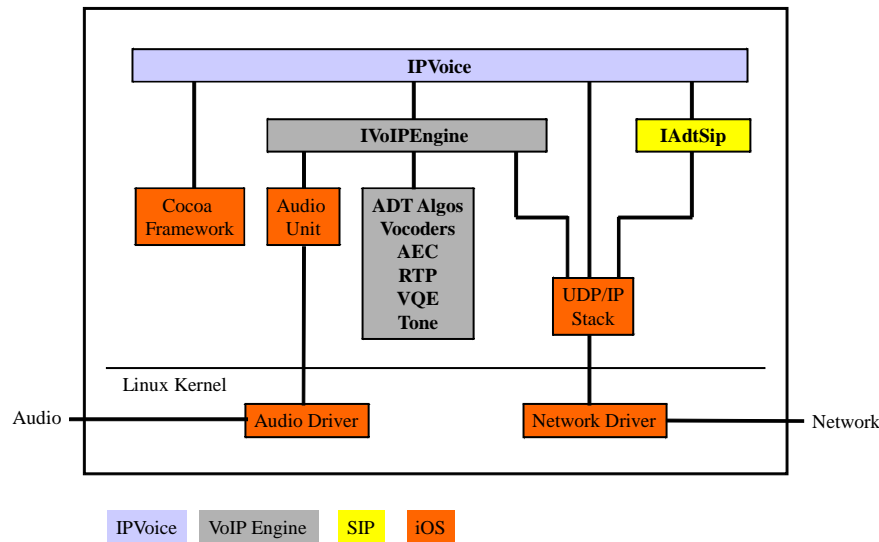 IPVoice
IVoIPEngine
IAdtSip
Cocoa
Framework
Audio
Unit
ADT Algos
Vocoders
AEC
RTP
VQE
Tone
UDP/IP
Stack
Linux Kernel
Audio
Audio Driver
Network Driver
Network
IPVoice
VoIP Engine
SIP
iOS